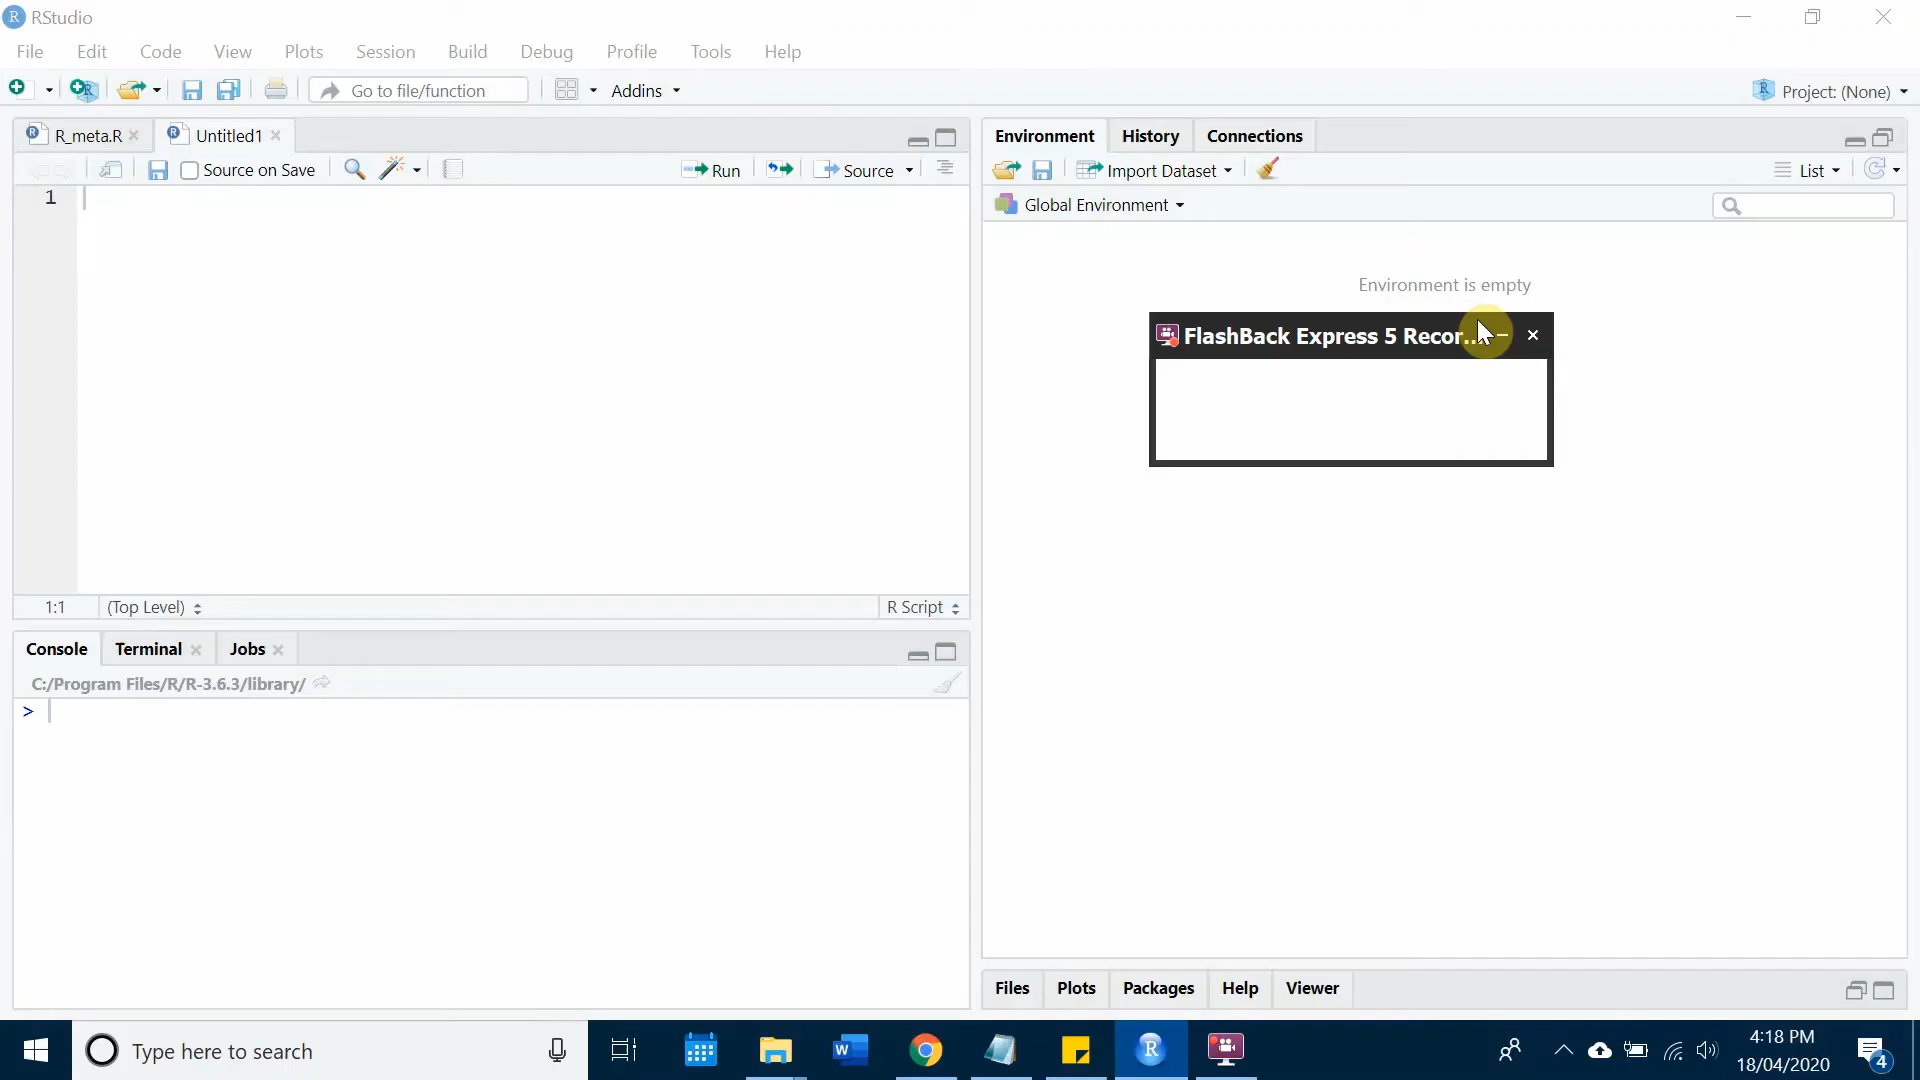 RStudio
File Edit Code View Plots Session Build Debug Profile Tools Help
Go to file/function Addins Project: (None)
R_meta.R Untitled1
Source on Save Run Source
1
1:1 (Top Level) R Script
Console Terminal Jobs
C:/Program Files/R/R-3.6.3/library/
>
Environment History Connections
Import Dataset List
Global Environment
Environment is empty
FlashBack Express 5 Recor...
Files Plots Packages Help Viewer
Type here to search
4:18 PM
18/04/2020
4